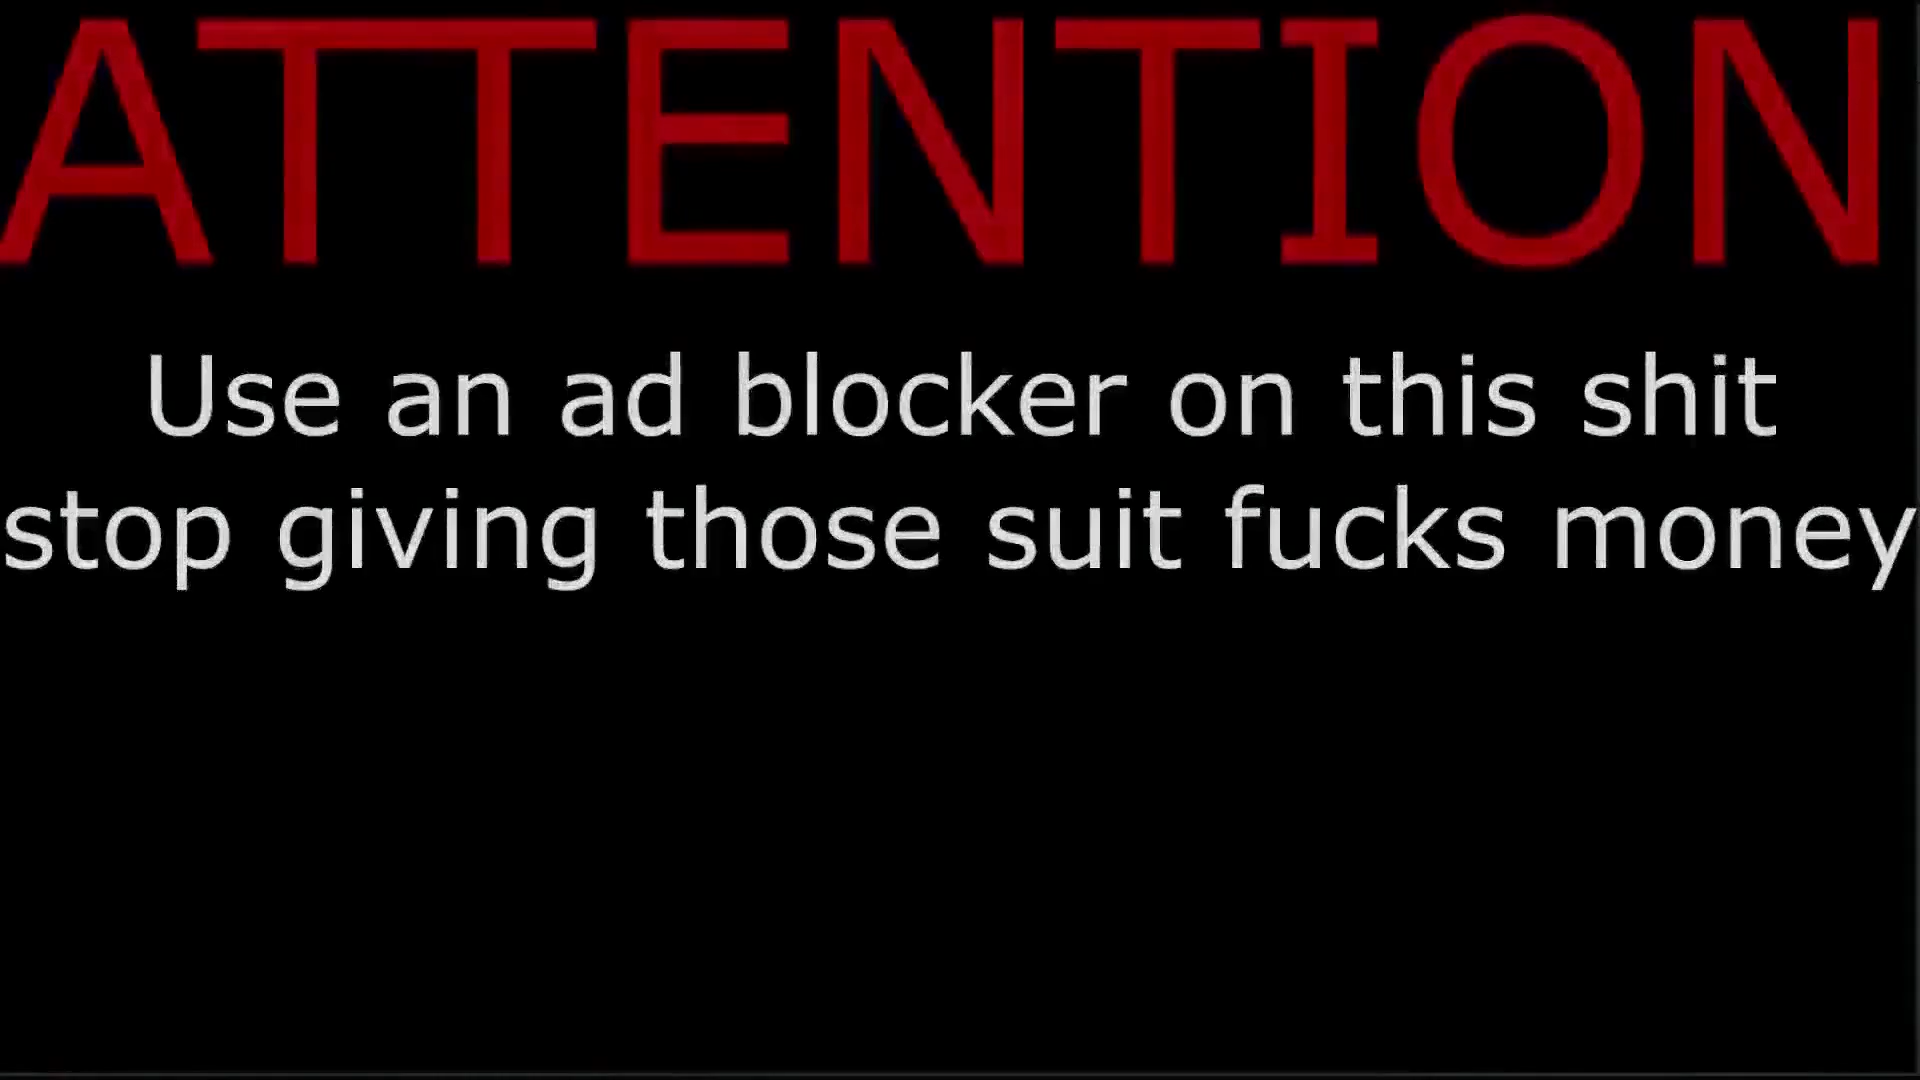 ATTENTION
Use an ad blocker on this shit
stop giving those suit fucks money